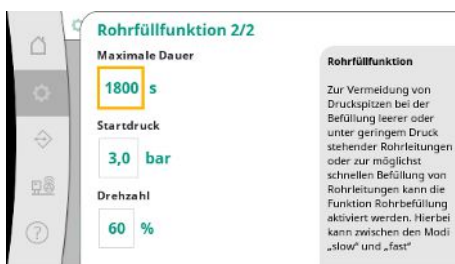 Rohrfüllfunktion 2/2
Maximale Dauer
1800 s
Startdruck
3,0 bar
Drehzahl
60 %
Rohrfüllfunktion
Zur Vermeidung von
Druckspitzen bei der
Befüllung leerer oder
unter geringem Druck
stehender Rohrleitungen
oder zur möglichst
schnellen Befüllung von
Rohrleitungen kann die
Funktion Rohrbefüllung
aktiviert werden. Hierbei
kann zwischen den Modi
„slow“ und „fast“